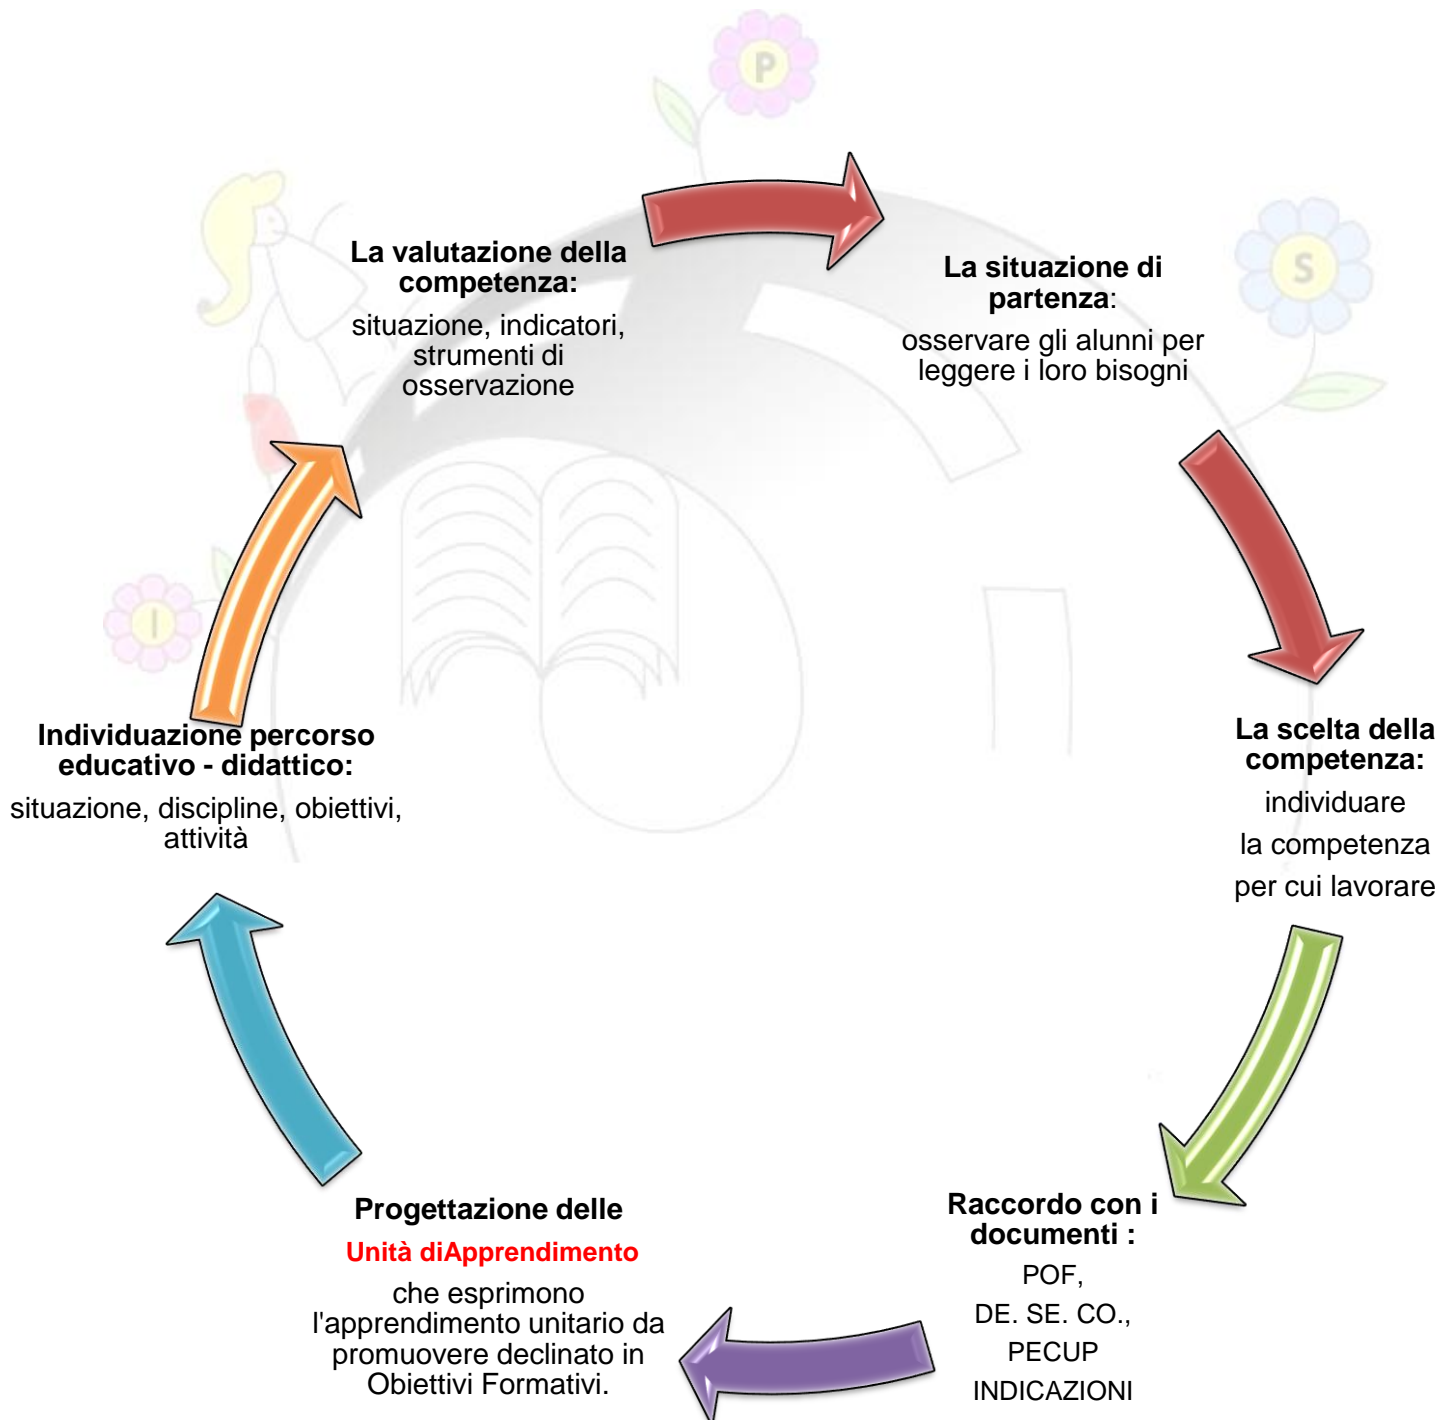 P
S
I
La valutazione della
competenza:
situazione, indicatori,
strumenti di
osservazione
La situazione di
partenza:
osservare gli alunni per
leggere i loro bisogni
La scelta della
competenza:
individuare
la competenza
per cui lavorare
Raccordo con i
documenti :
POF,
DE. SE. CO.,
PECUP
INDICAZIONI
Progettazione delle
Unità diApprendimento
che esprimono
l'apprendimento unitario da
promuovere declinato in
Obiettivi Formativi.
Individuazione percorso
educativo - didattico:
situazione, discipline, obiettivi,
attività